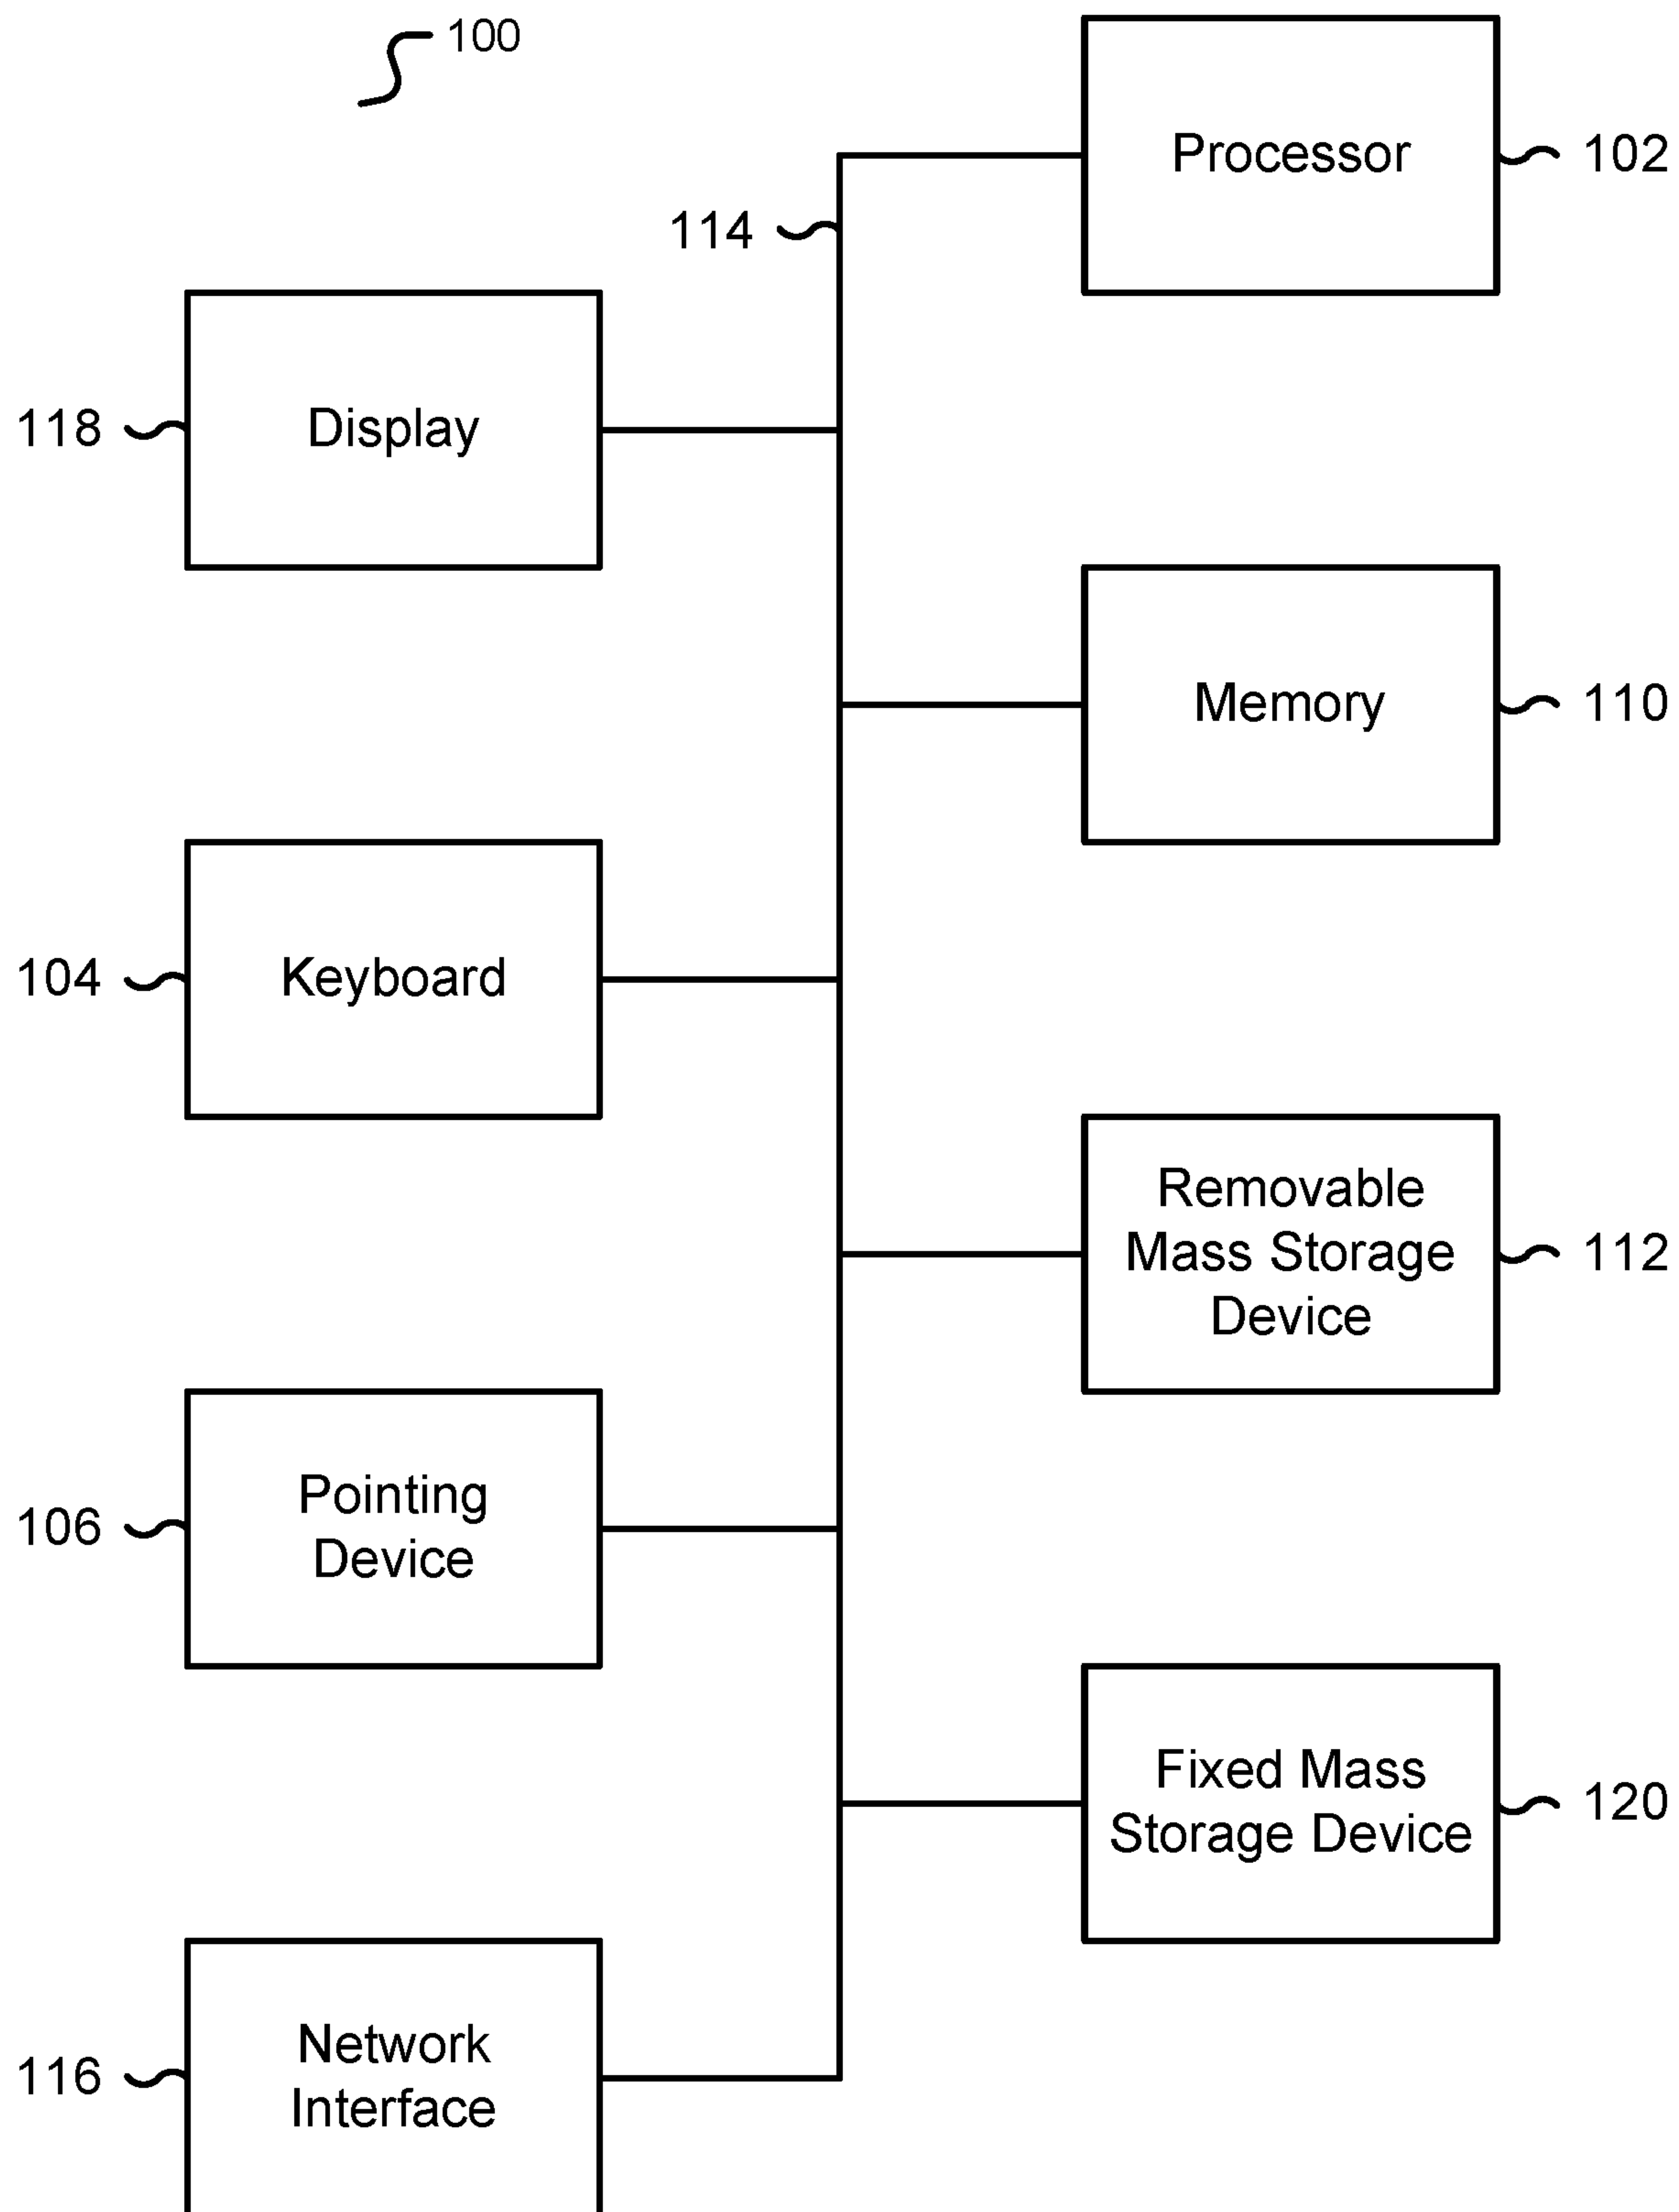 100
Processor
102
114
118
Display
Memory
110
104
Keyboard
Removable
Mass Storage
Device
112
106
Pointing
Device
Fixed Mass
Storage Device
120
116
Network
Interface